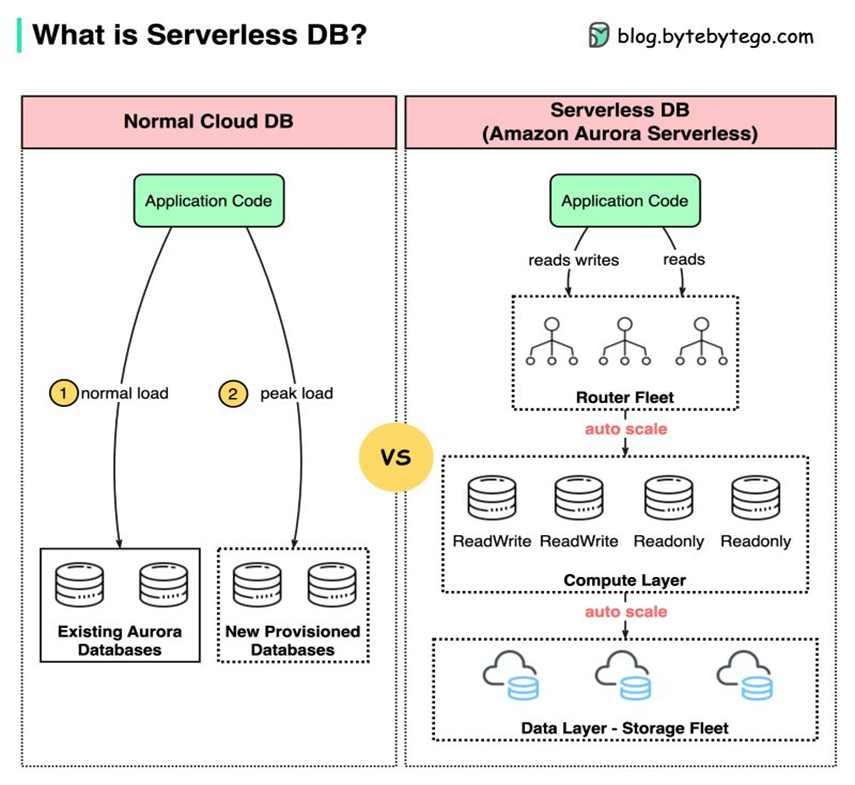 What is Serverless DB?
blog.bytebytego.com
Normal Cloud DB
Application Code
1 normal load
2 peak load
Existing Aurora
Databases
New Provisioned
Databases
VS
Serverless DB
(Amazon Aurora Serverless)
Application Code
reads writes
reads
Router Fleet
auto scale
ReadWrite
ReadWrite
Readonly
Readonly
Compute Layer
auto scale
Data Layer - Storage Fleet